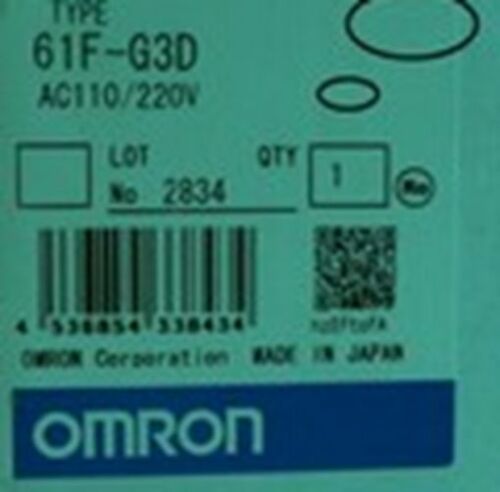 TYPE
61F-G3D
AC110/220V
LOT QTY
No 2834 1 No
4 536854 338434
OMRON Corporation MADE IN JAPAN
omron